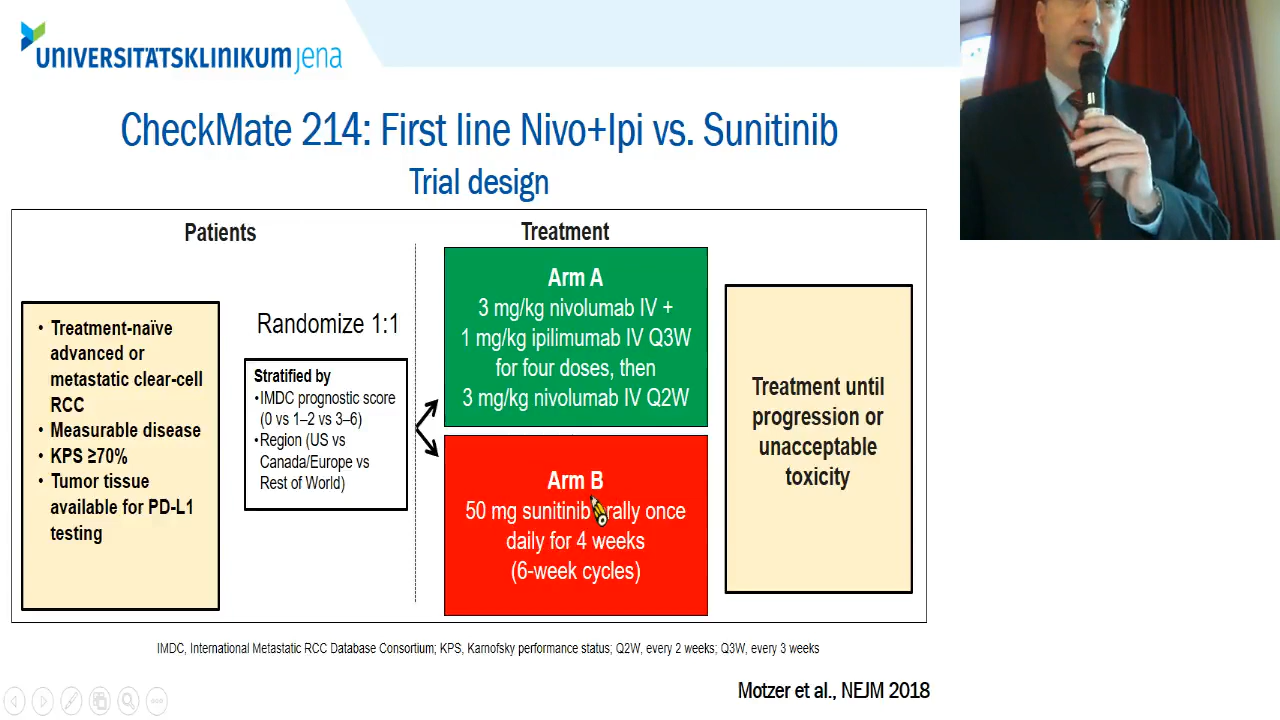 UNIVERSITÄTSKLINIKUM jena
CheckMate 214: First line Nivo+Ipi vs. Sunitinib
Trial design
Patients
Treatment
• Treatment-naïve
advanced or
metastatic clear-cell
RCC
• Measurable disease
• KPS ≥70%
• Tumor tissue
available for PD-L1
testing
Randomize 1:1
Stratified by
•IMDC prognostic score
(0 vs 1–2 vs 3–6)
•Region (US vs
Canada/Europe vs
Rest of World)
Arm A
3 mg/kg nivolumab IV +
1 mg/kg ipilimumab IV Q3W
for four doses, then
3 mg/kg nivolumab IV Q2W
Arm B
50 mg sunitinib orally once
daily for 4 weeks
(6-week cycles)
Treatment until
progression or
unacceptable
toxicity
IMDC, International Metastatic RCC Database Consortium; KPS, Karnofsky performance status; Q2W, every 2 weeks; Q3W, every 3 weeks
Motzer et al., NEJM 2018